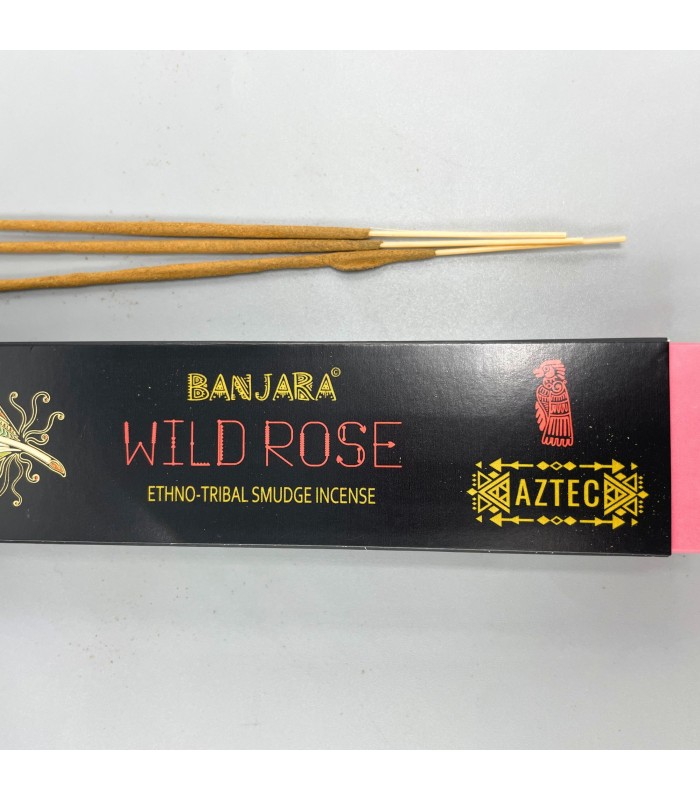 BANJARA©
WILD ROSE
ETHNO-TRIBAL SMUDGE INCENSE
AZTEC